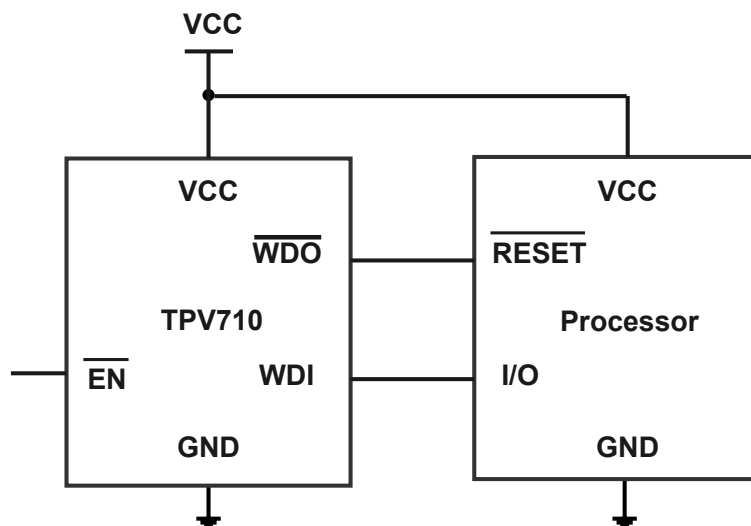 VCC
VCC
WDO
TPV710
EN
WDI
GND
VCC
RESET
Processor
I/O
GND